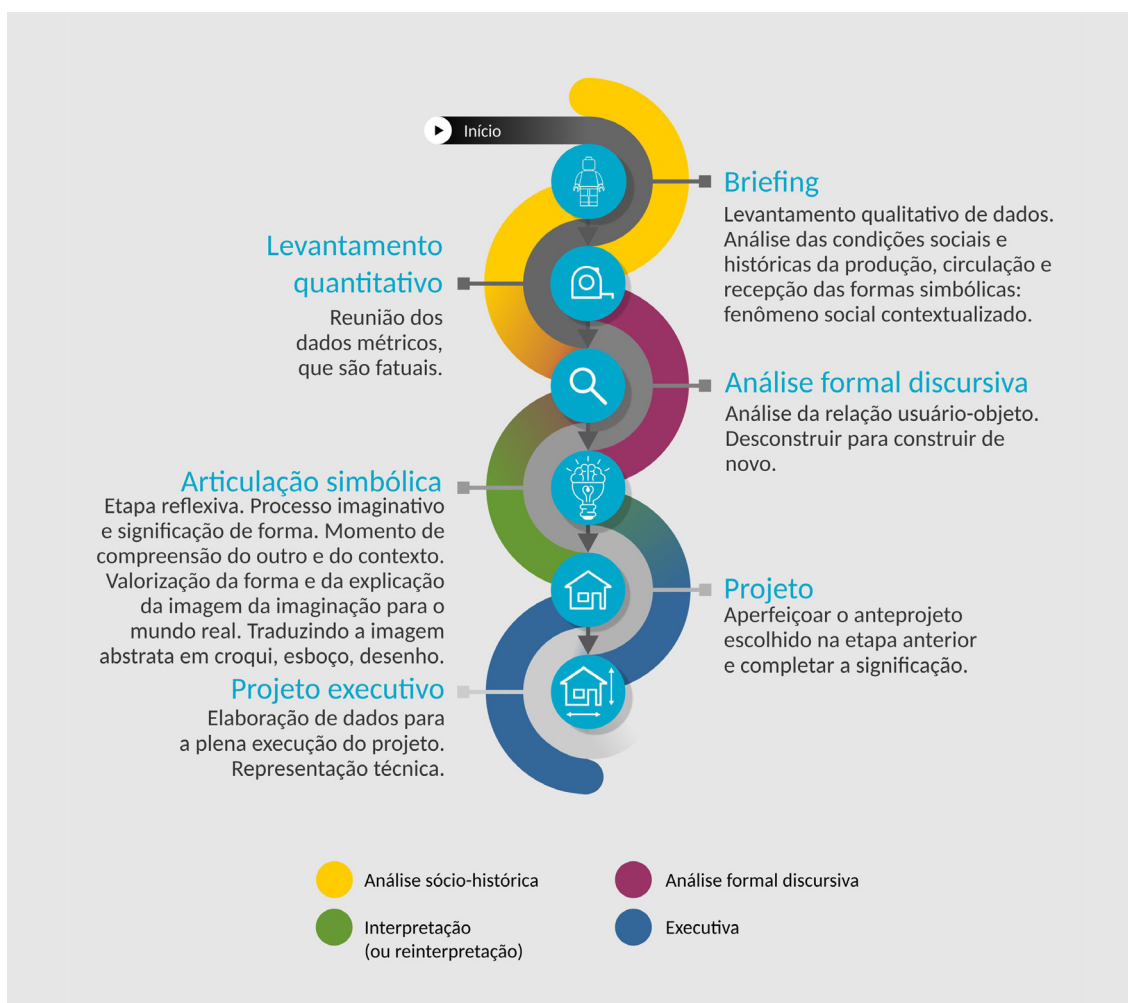 Início
Briefing
Levantamento qualitativo de dados.
Análise das condições sociais e
históricas da produção, circulação e
recepção das formas simbólicas:
fenômeno social contextualizado.
Levantamento
quantitativo
Reunião dos
dados métricos,
que são fatuais.
Análise formal discursiva
Análise da relação usuário-objeto.
Desconstruir para construir de
novo.
Articulação simbólica
Etapa reflexiva. Processo imaginativo
e significação de forma. Momento de
compreensão do outro e do contexto.
Valorização da forma e da explicação
da imagem da imaginação para o
mundo real. Traduzindo a imagem
abstrata em croqui, esboço, desenho.
Projeto
Aperfeiçoar o anteprojeto
escolhido na etapa anterior
e completar a significação.
Projeto executivo
Elaboração de dados para
a plena execução do projeto.
Representação técnica.
Análise sócio-histórica
Análise formal discursiva
Interpretação
(ou reinterpretação)
Executiva